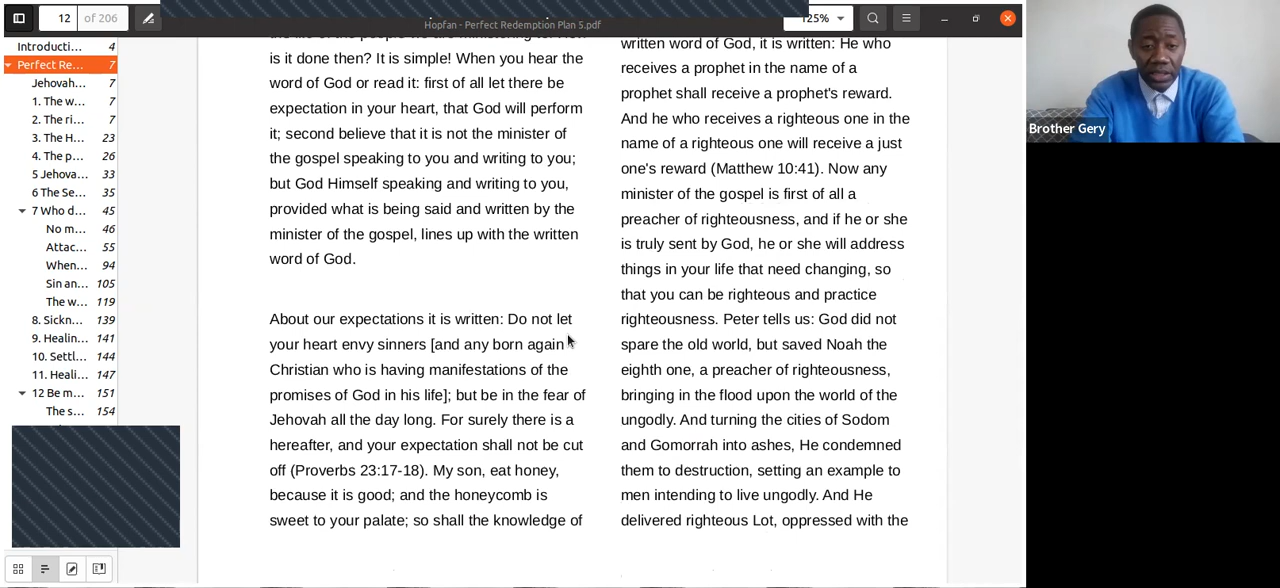 12
of 206
Hopfan - Perfect Redemption Plan 5.pdf
125%
Introducti... 4
Perfect Re... 7
Jehovah... 7
1. The w... 7
2. The ri... 7
3. The H... 23
4. The p... 26
5 Jehova... 33
6 The Se... 35
7 Who d... 45
No m... 46
Attac... 55
When... 94
Sin an... 105
The w... 119
8. Sickn... 139
9. Healin... 141
10. Settl... 144
11. Heali... 147
12 Be m... 151
The s... 154
is it done then? It is simple! When you hear the
word of God or read it: first of all let there be
expectation in your heart, that God will perform
it; second believe that it is not the minister of
the gospel speaking to you and writing to you;
but God Himself speaking and writing to you,
provided what is being said and written by the
minister of the gospel, lines up with the written
word of God.
About our expectations it is written: Do not let
your heart envy sinners [and any born again
Christian who is having manifestations of the
promises of God in his life]; but be in the fear of
Jehovah all the day long. For surely there is a
hereafter, and your expectation shall not be cut
off (Proverbs 23:17-18). My son, eat honey,
because it is good; and the honeycomb is
sweet to your palate; so shall the knowledge of
written word of God, it is written: He who
receives a prophet in the name of a
prophet shall receive a prophet's reward.
And he who receives a righteous one in the
name of a righteous one will receive a just
one's reward (Matthew 10:41). Now any
minister of the gospel is first of all a
preacher of righteousness, and if he or she
is truly sent by God, he or she will address
things in your life that need changing, so
that you can be righteous and practice
righteousness. Peter tells us: God did not
spare the old world, but saved Noah the
eighth one, a preacher of righteousness,
bringing in the flood upon the world of the
ungodly. And turning the cities of Sodom
and Gomorrah into ashes, He condemned
them to destruction, setting an example to
men intending to live ungodly. And He
delivered righteous Lot, oppressed with the
Brother Gery